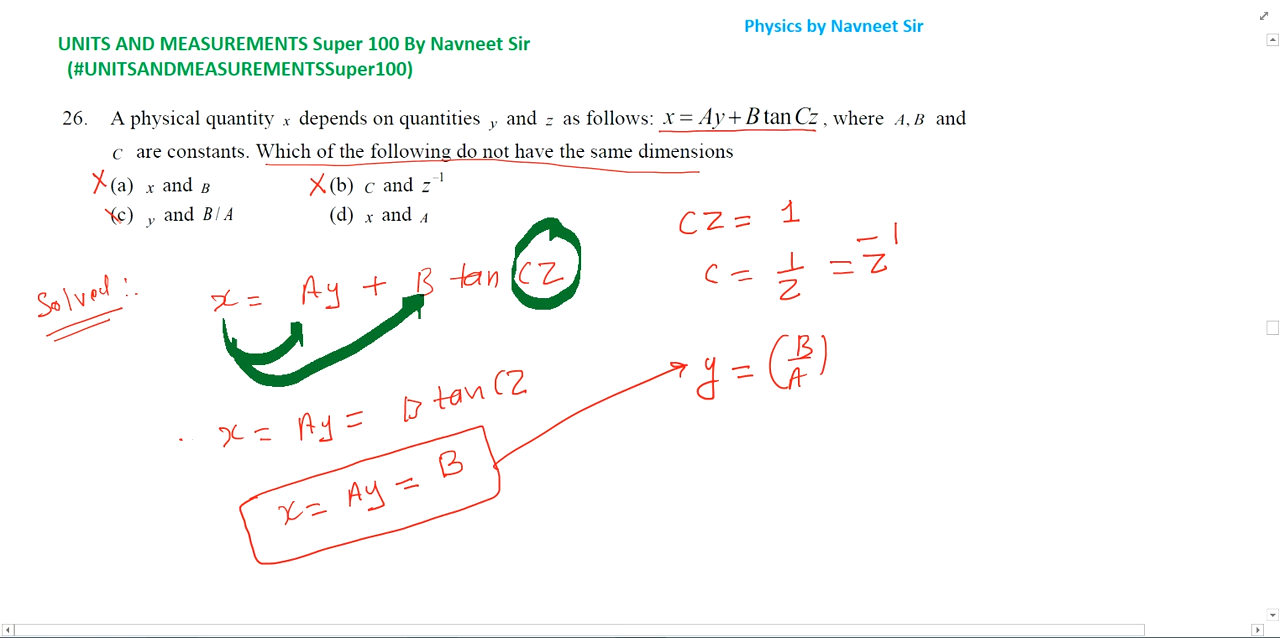 Physics by Navneet Sir
UNITS AND MEASUREMENTS Super 100 By Navneet Sir
(#UNITSANDMEASUREMENTSSuper100)
26. A physical quantity x depends on quantities y and z as follows: x = Ay + B tan Cz , where A, B and
C are constants. Which of the following do not have the same dimensions
X (a) x and B X (b) C and z⁻¹
X (c) y and B / A (d) x and A
Solved :.
x = Ay + B tan CZ
x = Ay = B tan CZ
x = Ay = B
CZ = 1
C = 1/Z = Z⁻¹
y = (B/A)